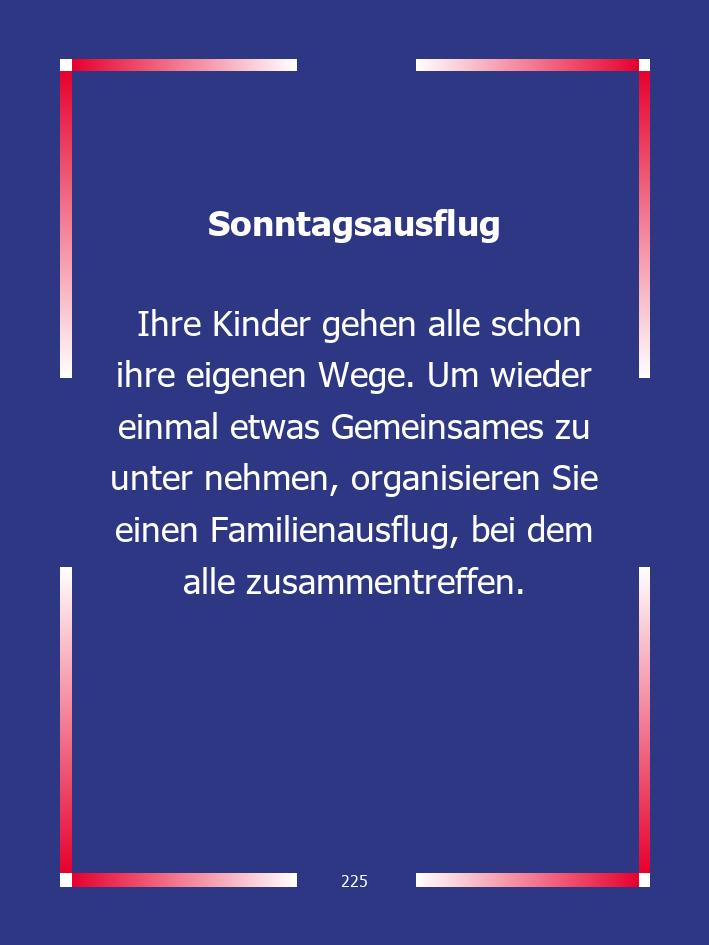 Sonntagsausflug
Ihre Kinder gehen alle schon
ihre eigenen Wege. Um wieder
einmal etwas Gemeinsames zu
unter nehmen, organisieren Sie
einen Familienausflug, bei dem
alle zusammentreffen.
225